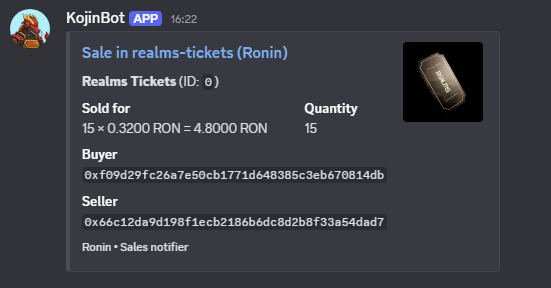 KojinBot APP 16:22
Sale in realms-tickets (Ronin)
Realms Tickets (ID: 0)
Sold for Quantity
15 × 0.3200 RON = 4.8000 RON 15
Buyer
0xf09d29fc26a7e50cb1771d648385c3eb670814db
Seller
0x66c12da9d198f1ecb2186b6dc8d2b8f33a54dad7
Ronin • Sales notifier
REALMS